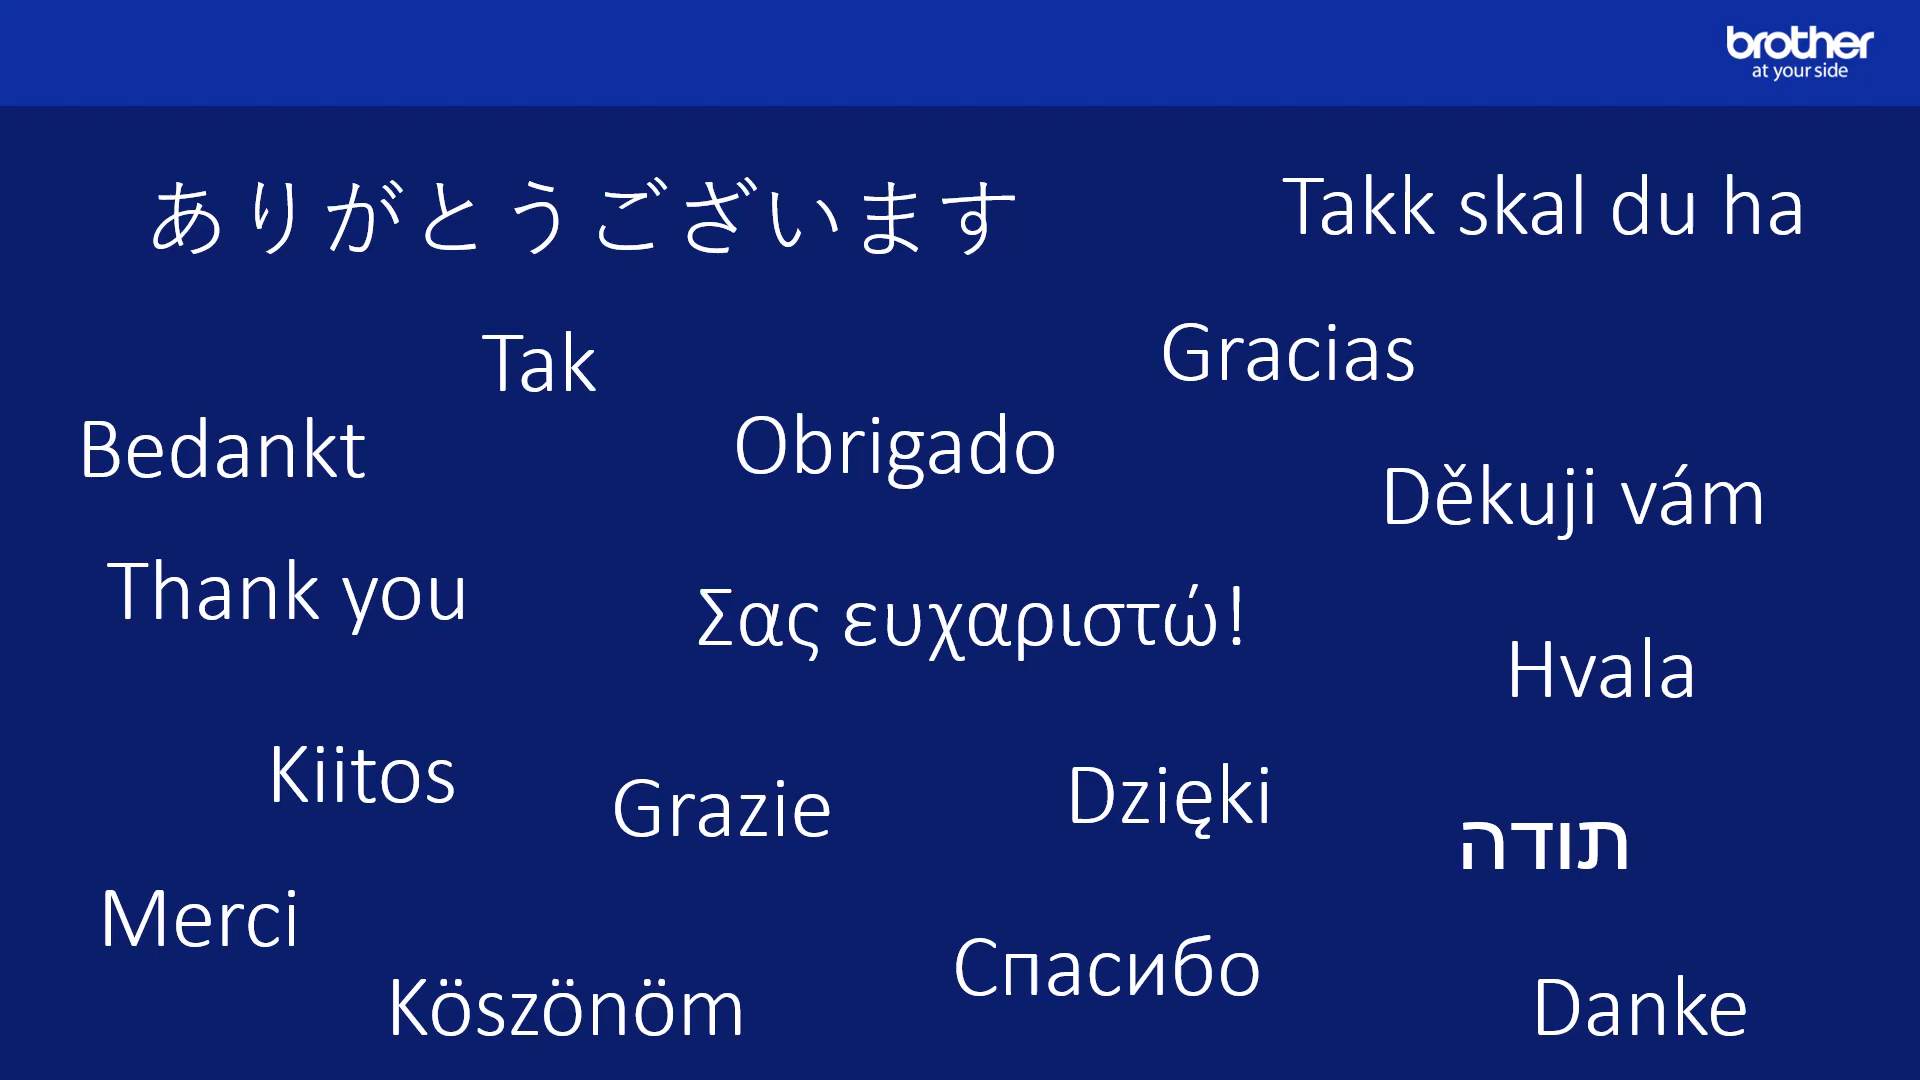 brother
at your side
ありがとうございます
Takk skal du ha
Tak
Gracias
Bedankt
Obrigado
Děkuji vám
Thank you
Σας ευχαριστώ!
Hvala
Kiitos
Grazie
Dzięki
תודה
Merci
Спасибо
Köszönöm
Danke